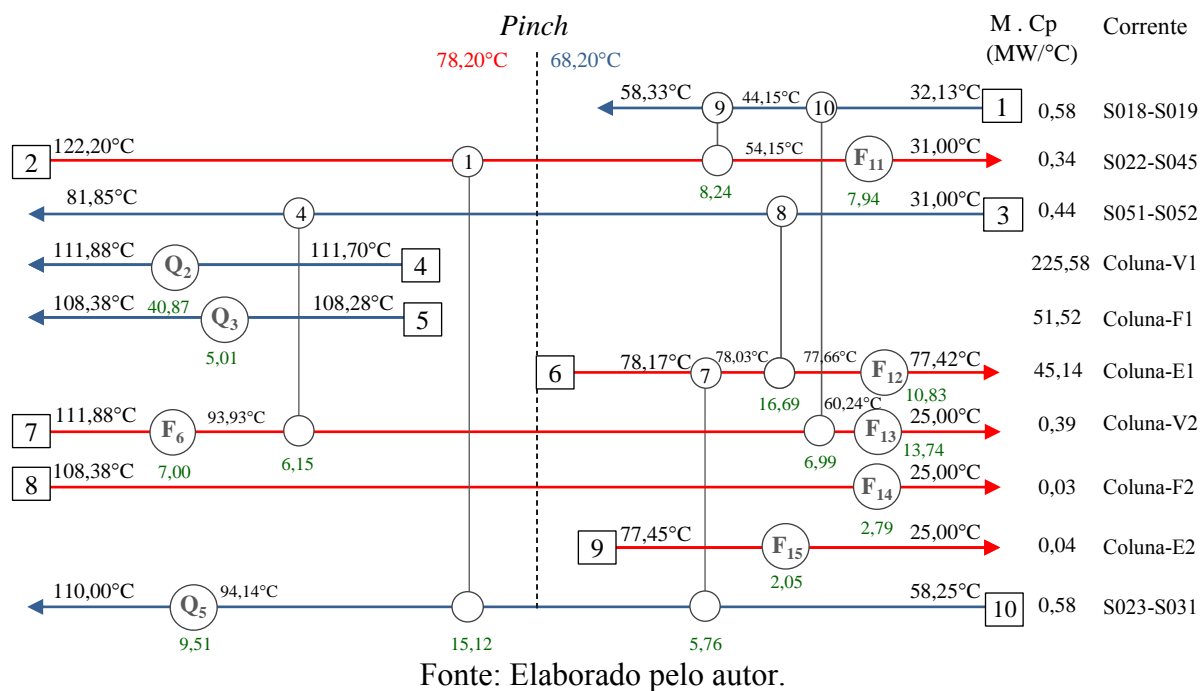 Pinch
M . Cp Corrente
78,20°C 68,20°C
(MW/°C)
58,33°C 9 44,15°C 10 32,13°C 1 0,58 S018-S019
2 122,20°C 1 54,15°C F11 31,00°C 0,34 S022-S045
8,24 7,94
81,85°C 4 8 31,00°C 3 0,44 S051-S052
111,88°C Q2 111,70°C 4 225,58 Coluna-V1
40,87
108,38°C Q3 108,28°C 5 51,52 Coluna-F1
5,01
6 78,17°C 7 78,03°C 77,66°C F12 77,42°C 45,14 Coluna-E1
16,69 10,83
7 111,88°C F6 93,93°C 60,24°C F13 25,00°C 0,39 Coluna-V2
7,00 6,15 6,99 13,74
8 108,38°C F14 25,00°C 0,03 Coluna-F2
2,79
9 77,45°C F15 25,00°C 0,04 Coluna-E2
2,05
110,00°C Q5 94,14°C 58,25°C 10 0,58 S023-S031
9,51 15,12 5,76
Fonte: Elaborado pelo autor.